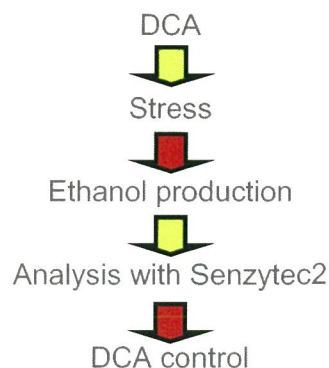 DCA
Stress
Ethanol production
Analysis with Senzytec2
DCA control